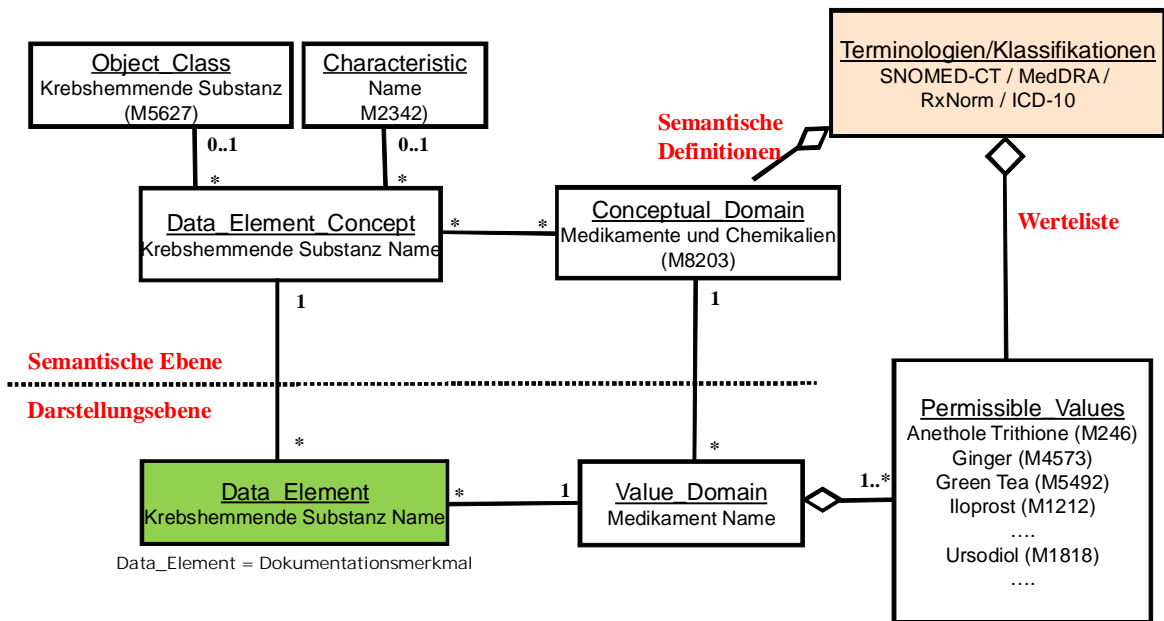 Object_Class
Krebshemmende Substanz
(M5627)
Characteristic
Name
M2342)
Terminologien/Klassifikationen
SNOMED-CT / MedDRA /
RxNorm / ICD-10
0..1
0..1
Semantische
Definitionen
*
*
Data_Element_Concept
Krebshemmende Substanz Name
*
*
Conceptual_Domain
Medikamente und Chemikalien
(M8203)
Werteliste
1
1
Semantische Ebene
Darstellungsebene
*
*
Data_Element
Krebshemmende Substanz Name
*
1
Value_Domain
Medikament Name
1..*
Permissible_Values
Anethole Trithione (M246)
Ginger (M4573)
Green Tea (M5492)
Iloprost (M1212)
....
Ursodiol (M1818)
....
Data_Element = Dokumentationsmerkmal